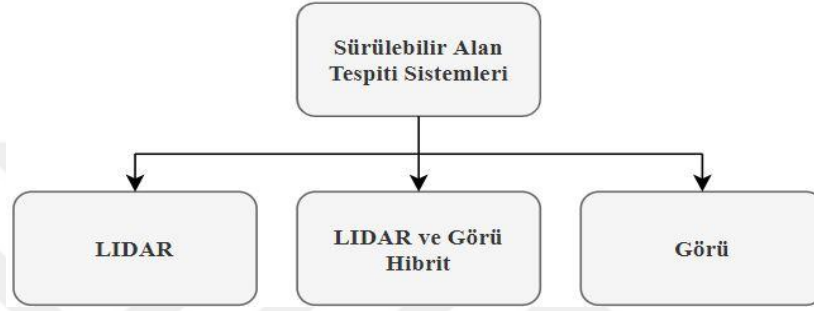 Sürülebilir Alan
Tespiti Sistemleri
LIDAR
LIDAR ve Görü
Hibrit
Görü